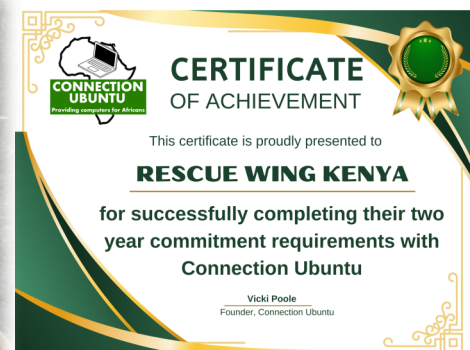 CONNECTION
UBUNTU
Providing computers for Africans
CERTIFICATE
OF ACHIEVEMENT
This certificate is proudly presented to
RESCUE WING KENYA
for successfully completing their two
year commitment requirements with
Connection Ubuntu
Vicki Poole
Founder, Connection Ubuntu